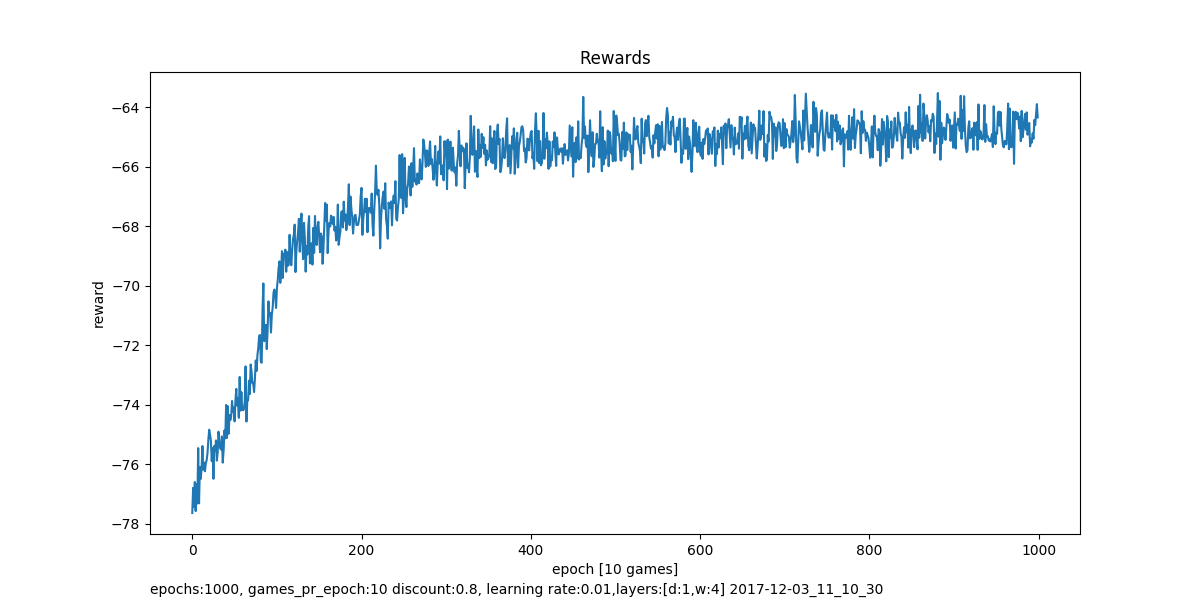 Rewards
reward
−64
−66
−68
−70
−72
−74
−76
−78
0 200 400 600 800 1000
epoch [10 games]
epochs:1000, games_pr_epoch:10 discount:0.8, learning rate:0.01,layers:[d:1,w:4] 2017-12-03_11_10_30